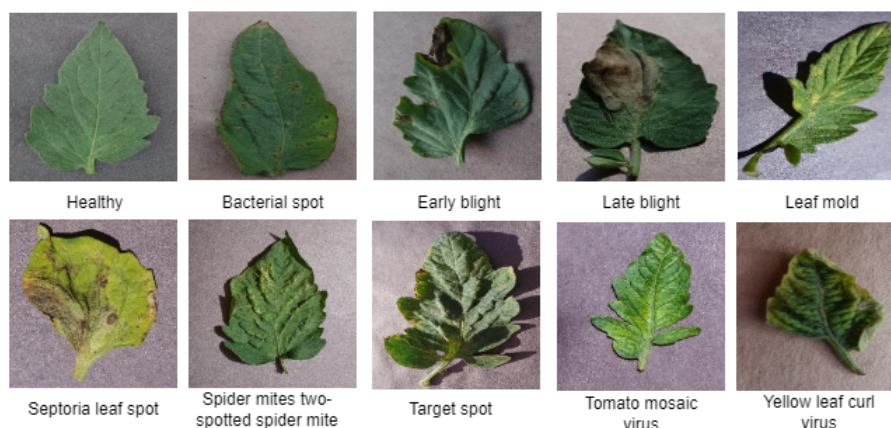 Healthy
Bacterial spot
Early blight
Late blight
Leaf mold
Septoria leaf spot
Spider mites two-
spotted spider mite
Target spot
Tomato mosaic
virus
Yellow leaf curl
virus